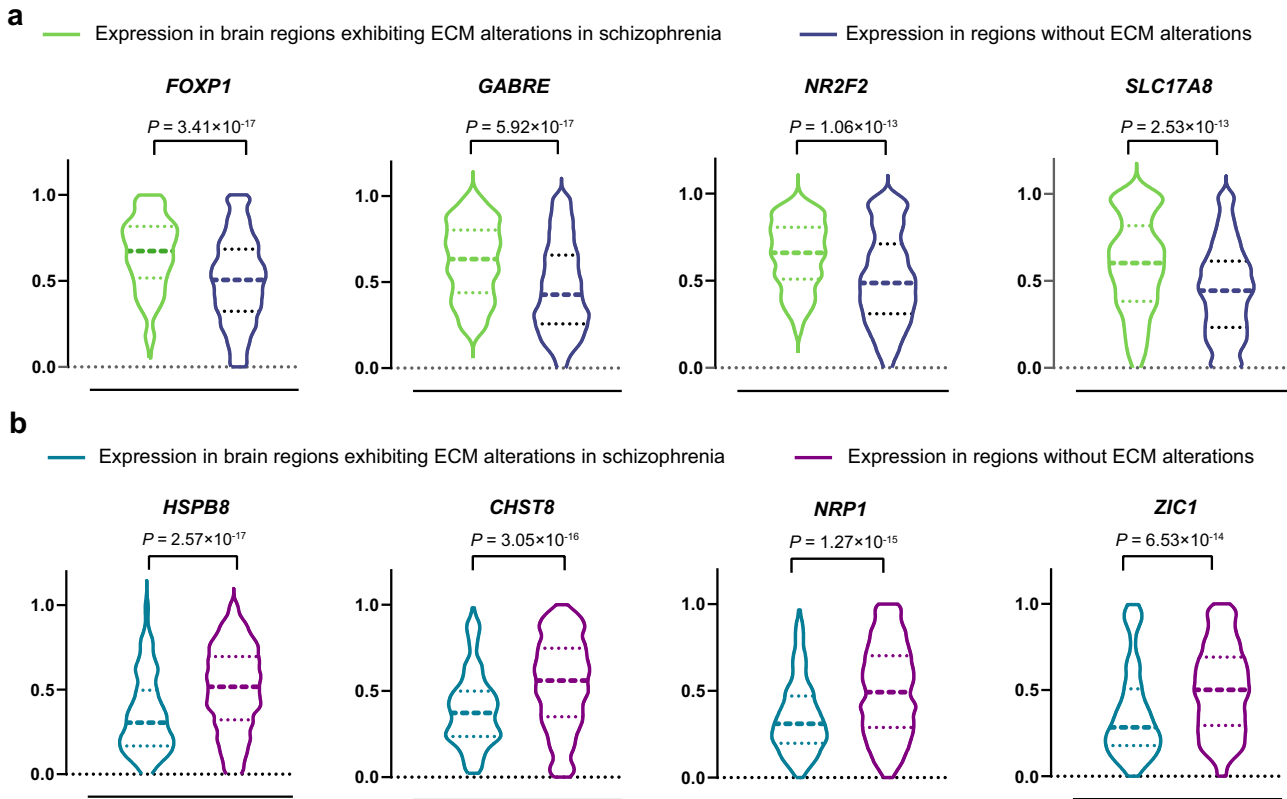 a
Expression in brain regions exhibiting ECM alterations in schizophrenia
Expression in regions without ECM alterations
FOXP1
GABRE
NR2F2
SLC17A8
P = 3.41×10-17
P = 5.92×10-17
P = 1.06×10-13
P = 2.53×10-13
1.0
0.5
0.0
1.0
0.5
0.0
1.0
0.5
0.0
1.0
0.5
0.0
b
Expression in brain regions exhibiting ECM alterations in schizophrenia
Expression in regions without ECM alterations
HSPB8
CHST8
NRP1
ZIC1
P = 2.57×10-17
P = 3.05×10-16
P = 1.27×10-15
P = 6.53×10-14
1.0
0.5
0.0
1.0
0.5
0.0
1.0
0.5
0.0
1.0
0.5
0.0